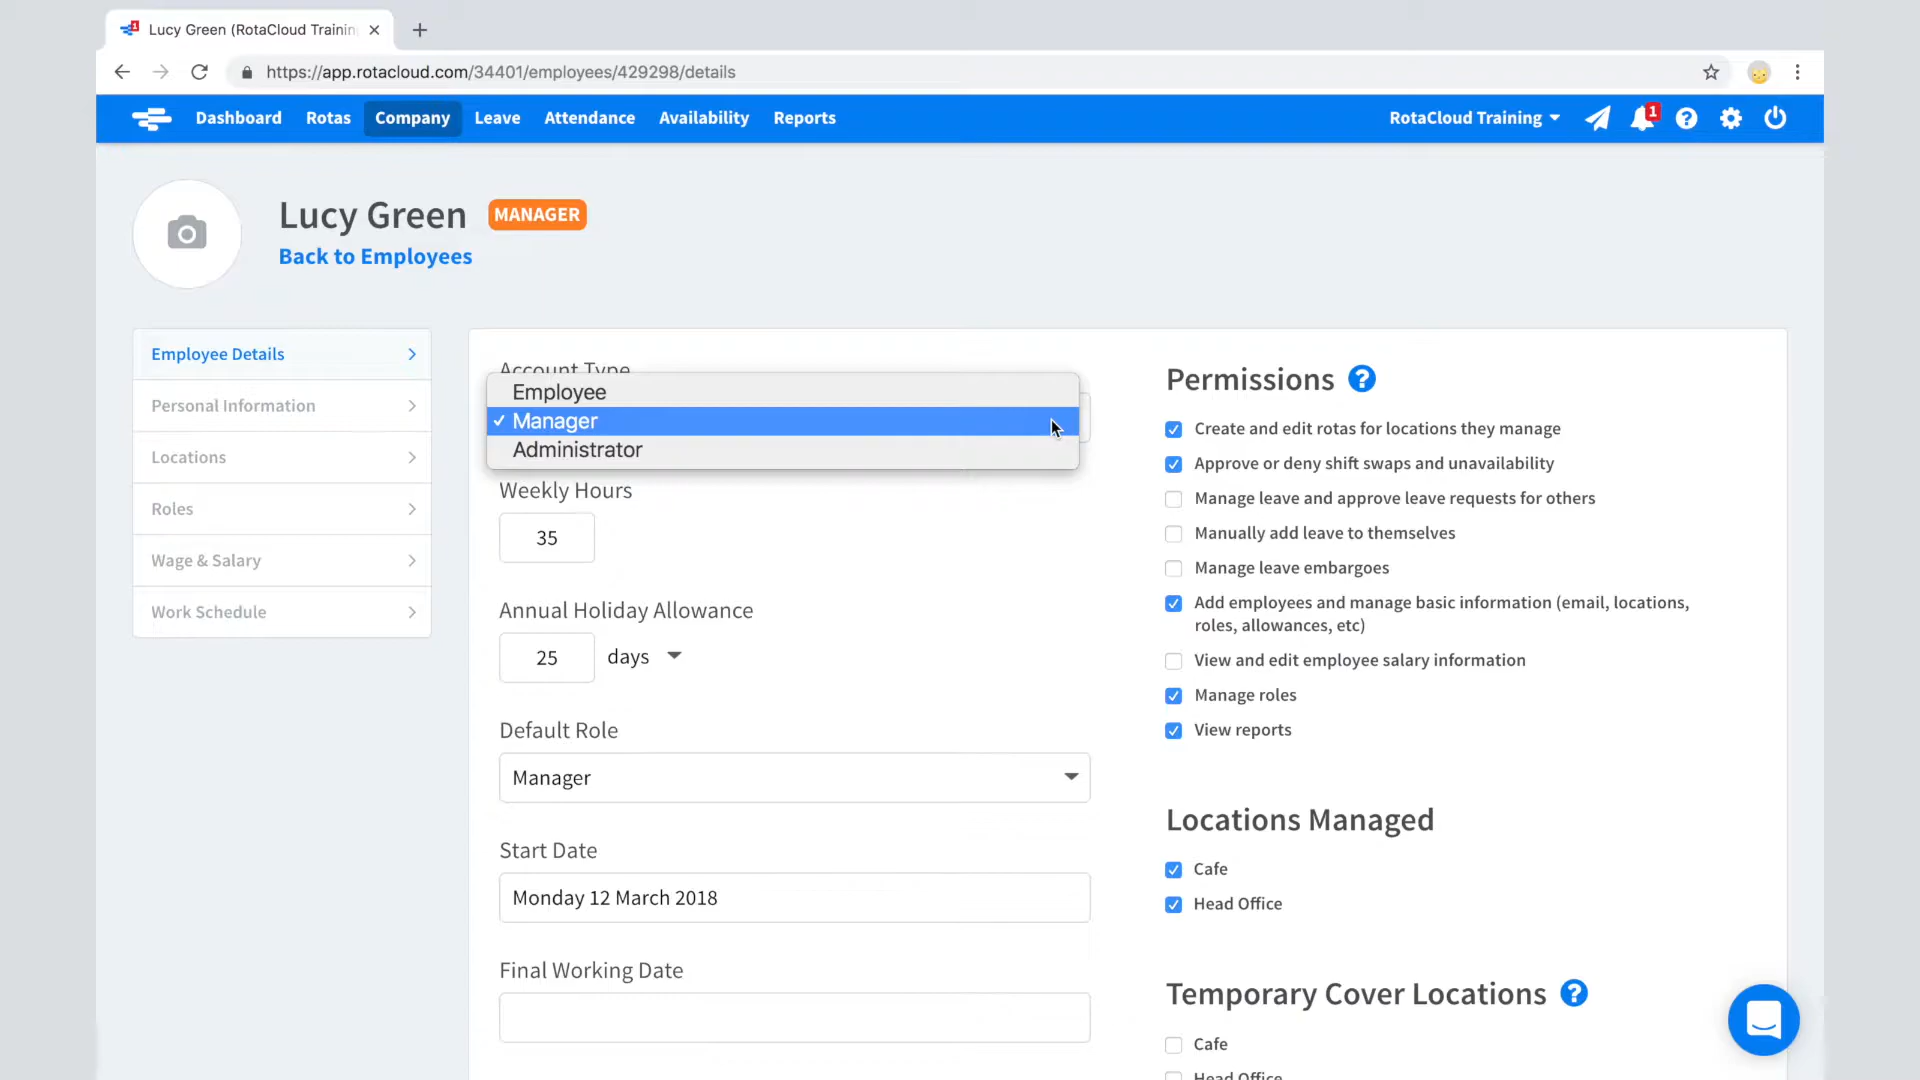 Lucy Green (RotaCloud Trainin
https://app.rotacloud.com/34401/employees/429298/details
Dashboard
Rotas
Company
Leave
Attendance
Availability
Reports
RotaCloud Training
1
Lucy Green
MANAGER
Back to Employees
Employee Details
Personal Information
Locations
Roles
Wage & Salary
Work Schedule
Account Type
Employee
✓ Manager
Administrator
Weekly Hours
35
Annual Holiday Allowance
25
days
Default Role
Manager
Start Date
Monday 12 March 2018
Final Working Date
Permissions ?
Create and edit rotas for locations they manage
Approve or deny shift swaps and unavailability
Manage leave and approve leave requests for others
Manually add leave to themselves
Manage leave embargoes
Add employees and manage basic information (email, locations,
roles, allowances, etc)
View and edit employee salary information
Manage roles
View reports
Locations Managed
Cafe
Head Office
Temporary Cover Locations ?
Cafe
Head Office